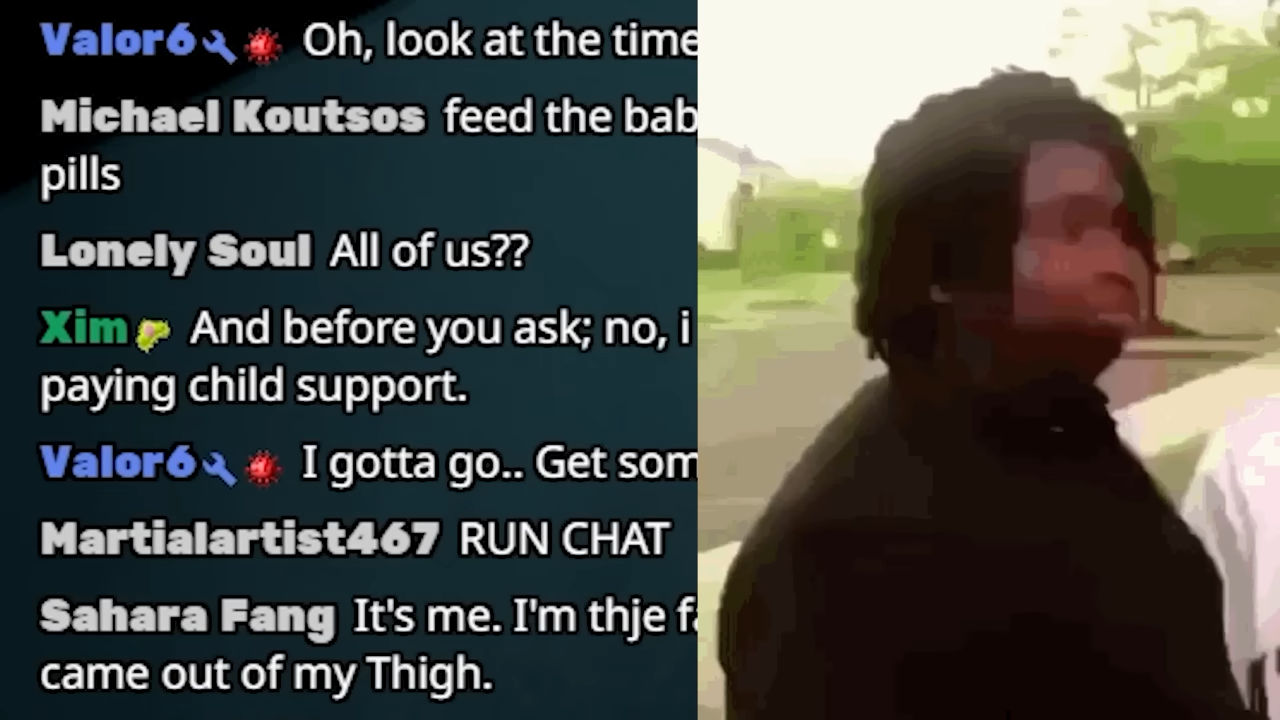 Valor6 Oh, look at the time
Michael Koutsos feed the bab
pills
Lonely Soul All of us??
Xim And before you ask; no, i
paying child support.
Valor6 I gotta go.. Get som
Martialartist467 RUN CHAT
Sahara Fang It's me. I'm thje fa
came out of my Thigh.